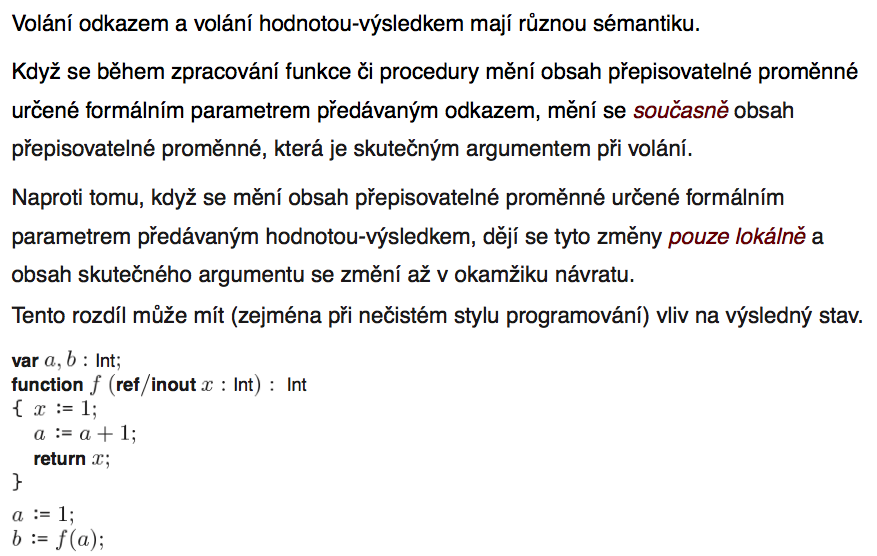 Volání odkazem a volání hodnotou-výsledkem mají různou sémantiku.
Když se během zpracování funkce či procedury mění obsah přepisovatelné proměnné
určené formálním parametrem předávaným odkazem, mění se současně obsah
přepisovatelné proměnné, která je skutečným argumentem při volání.
Naproti tomu, když se mění obsah přepisovatelné proměnné určené formálním
parametrem předávaným hodnotou-výsledkem, dějí se tyto změny pouze lokálně a
obsah skutečného argumentu se změní až v okamžiku návratu.
Tento rozdíl může mít (zejména při nečistém stylu programování) vliv na výsledný stav.
var a, b : Int;
function f (ref/inout x : Int) : Int
{ x := 1;
a := a + 1;
return x;
}
a := 1;
b := f(a);